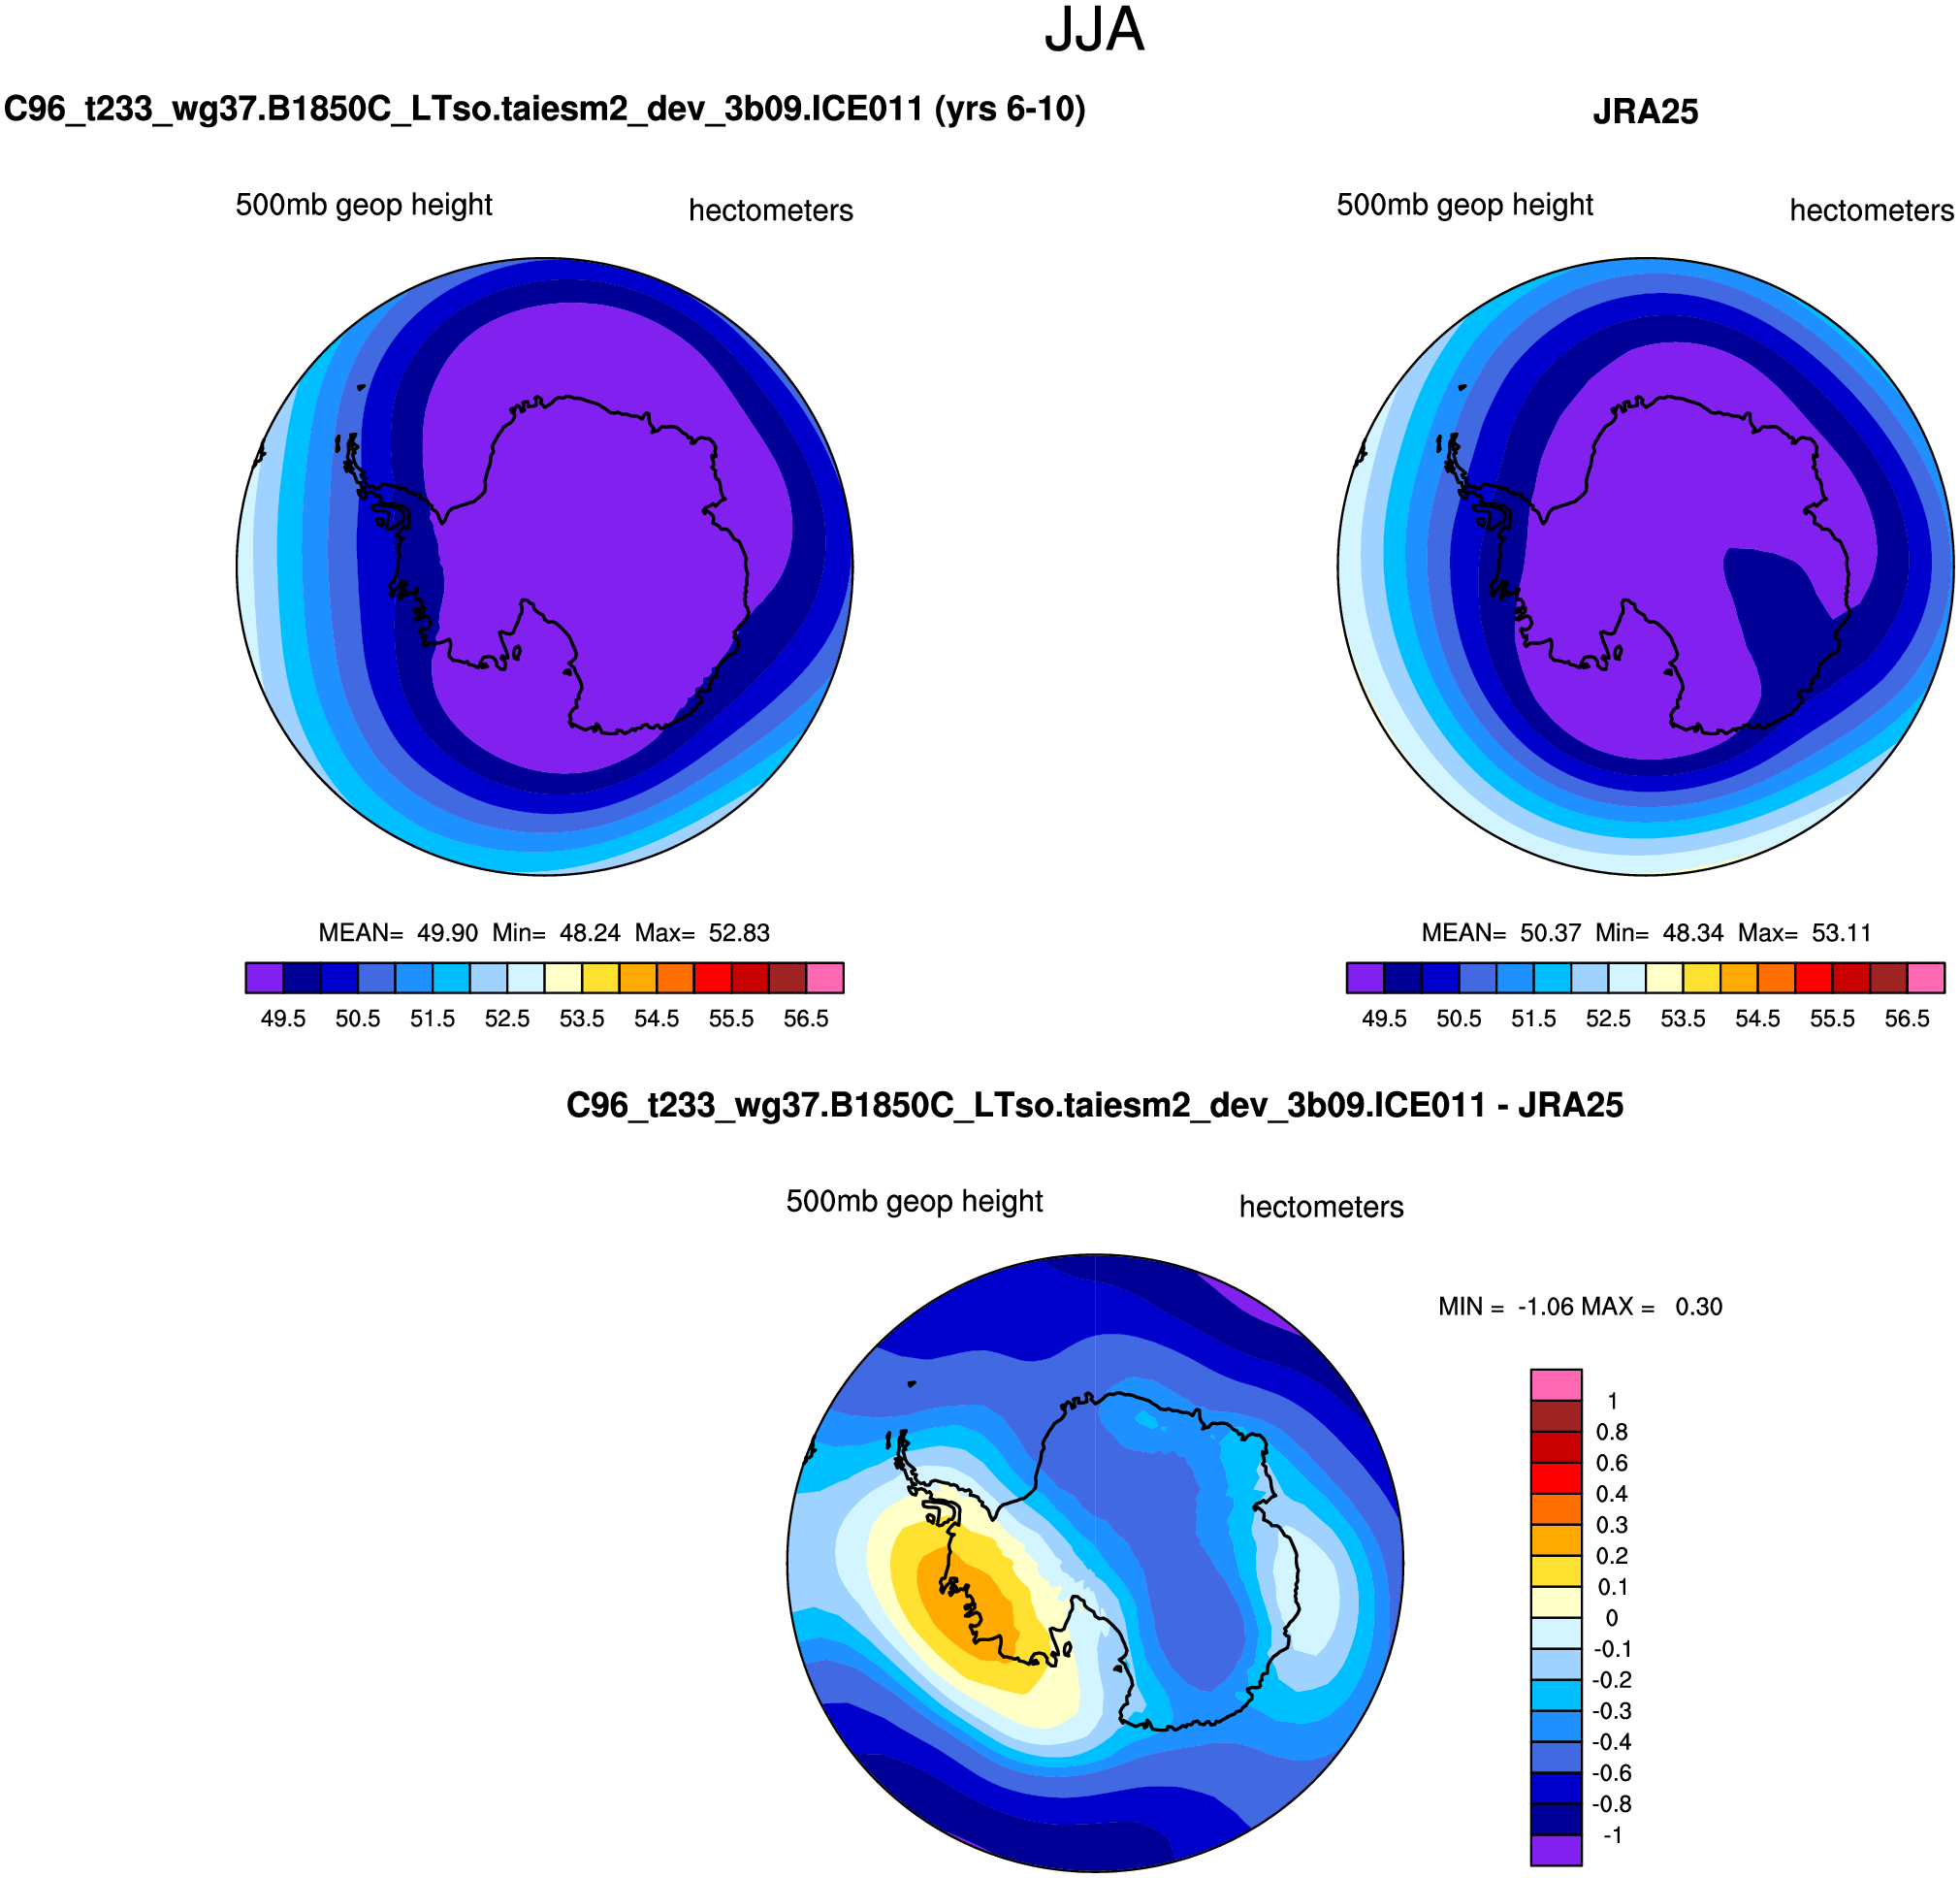 JJA
C96_t233_wg37.B1850C_LTso.taiesm2_dev_3b09.ICE011 (yrs 6-10)
JRA25
500mb geop height hectometers
500mb geop height hectometers
MEAN= 49.90 Min= 48.24 Max= 52.83
MEAN= 50.37 Min= 48.34 Max= 53.11
49.5 50.5 51.5 52.5 53.5 54.5 55.5 56.5
49.5 50.5 51.5 52.5 53.5 54.5 55.5 56.5
C96_t233_wg37.B1850C_LTso.taiesm2_dev_3b09.ICE011 - JRA25
500mb geop height hectometers
MIN = -1.06 MAX = 0.30
1
0.8
0.6
0.4
0.3
0.2
0.1
0
-0.1
-0.2
-0.3
-0.4
-0.6
-0.8
-1